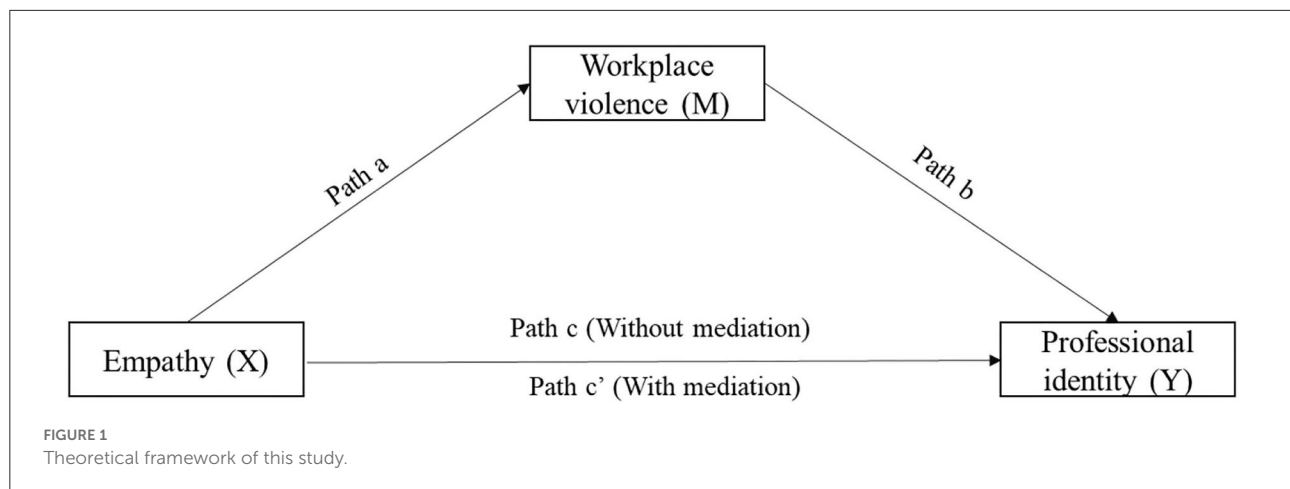 Workplace
violence (M)
Path a
Path b
Path c (Without mediation)
Empathy (X)
Professional
identity (Y)
Path c’ (With mediation)
FIGURE 1
Theoretical framework of this study.